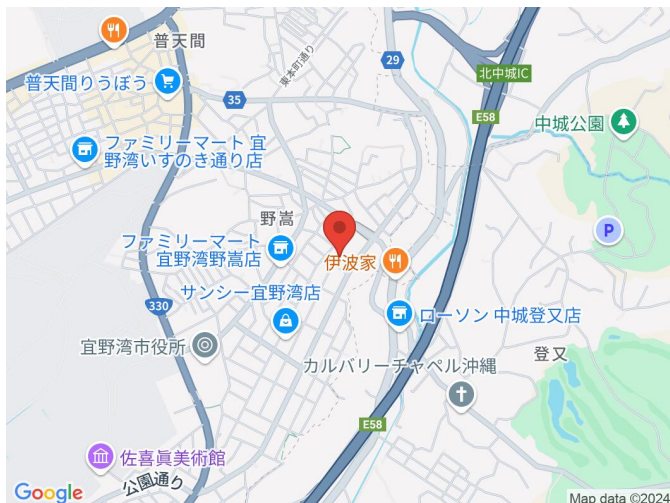 普天間
東本町通り
29
北中城IC
普天間りうぼう
35
E58
中城公園
ファミリーマート 宜
野湾いすのき通り店
P
野嵩
ファミリーマート
宜野湾野嵩店
伊波家
サンシー宜野湾店
330
ローソン 中城登又店
宜野湾市役所
登又
カルバリーチャペル沖縄
E58
佐喜眞美術館
公園通り
Google
Map data ©2024